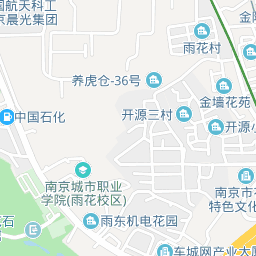 国航天科工
京晨光集团
金陵
雨花村
养虎仓-36号
金墙花苑
开源三村
中国石化
开源小
南京城市职业
学院(雨花校区)
南京市
特色文化
雨东机电花园
石
车城网产业大厦